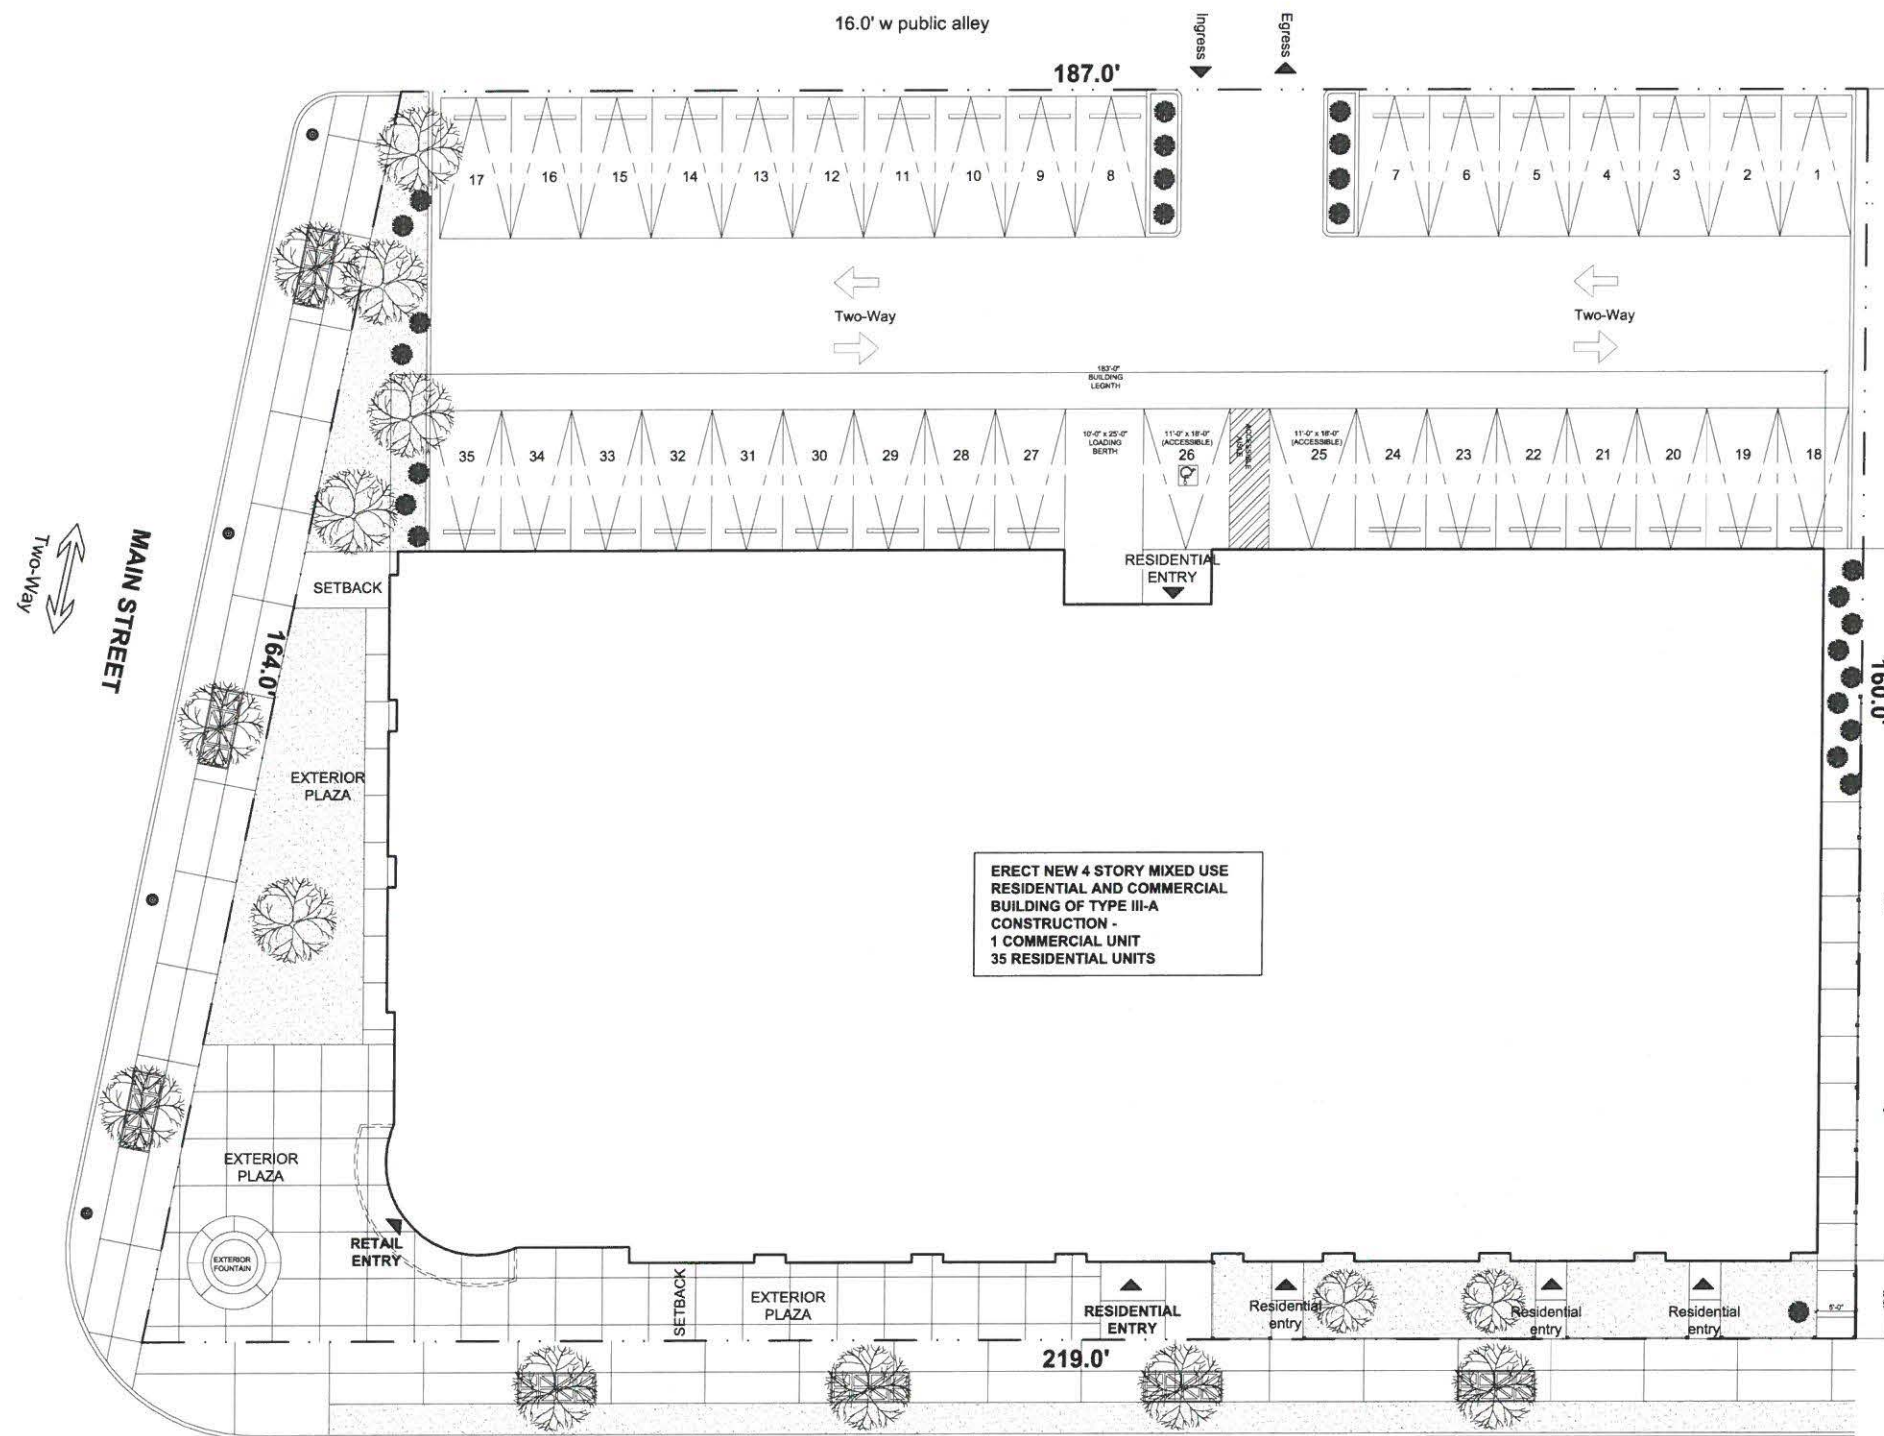 16.0' w public alley
Ingress
Egress
187.0'
17
16
15
14
13
12
11
10
9
8
7
6
5
4
3
2
1
Two-Way
Two-Way
183'-0"
BUILDING
LEGNTH
35
34
33
32
31
30
29
28
27
10'-0" x 25'-0"
LOADING
BERTH
11'-0" x 18'-0"
(ACCESSIBLE)
26
ACCESSIBLE
AISLE
11'-0" x 18'-0"
(ACCESSIBLE)
25
24
23
22
21
20
19
18
RESIDENTIAL
ENTRY
SETBACK
MAIN STREET
Two-Way
164.0'
160.0'
EXTERIOR
PLAZA
ERECT NEW 4 STORY MIXED USE
RESIDENTIAL AND COMMERCIAL
BUILDING OF TYPE III-A
CONSTRUCTION -
1 COMMERCIAL UNIT
35 RESIDENTIAL UNITS
EXTERIOR
PLAZA
EXTERIOR
FOUNTAIN
RETAIL
ENTRY
SETBACK
EXTERIOR
PLAZA
RESIDENTIAL
ENTRY
Residential
entry
Residential
entry
Residential
entry
5'-0"
219.0'